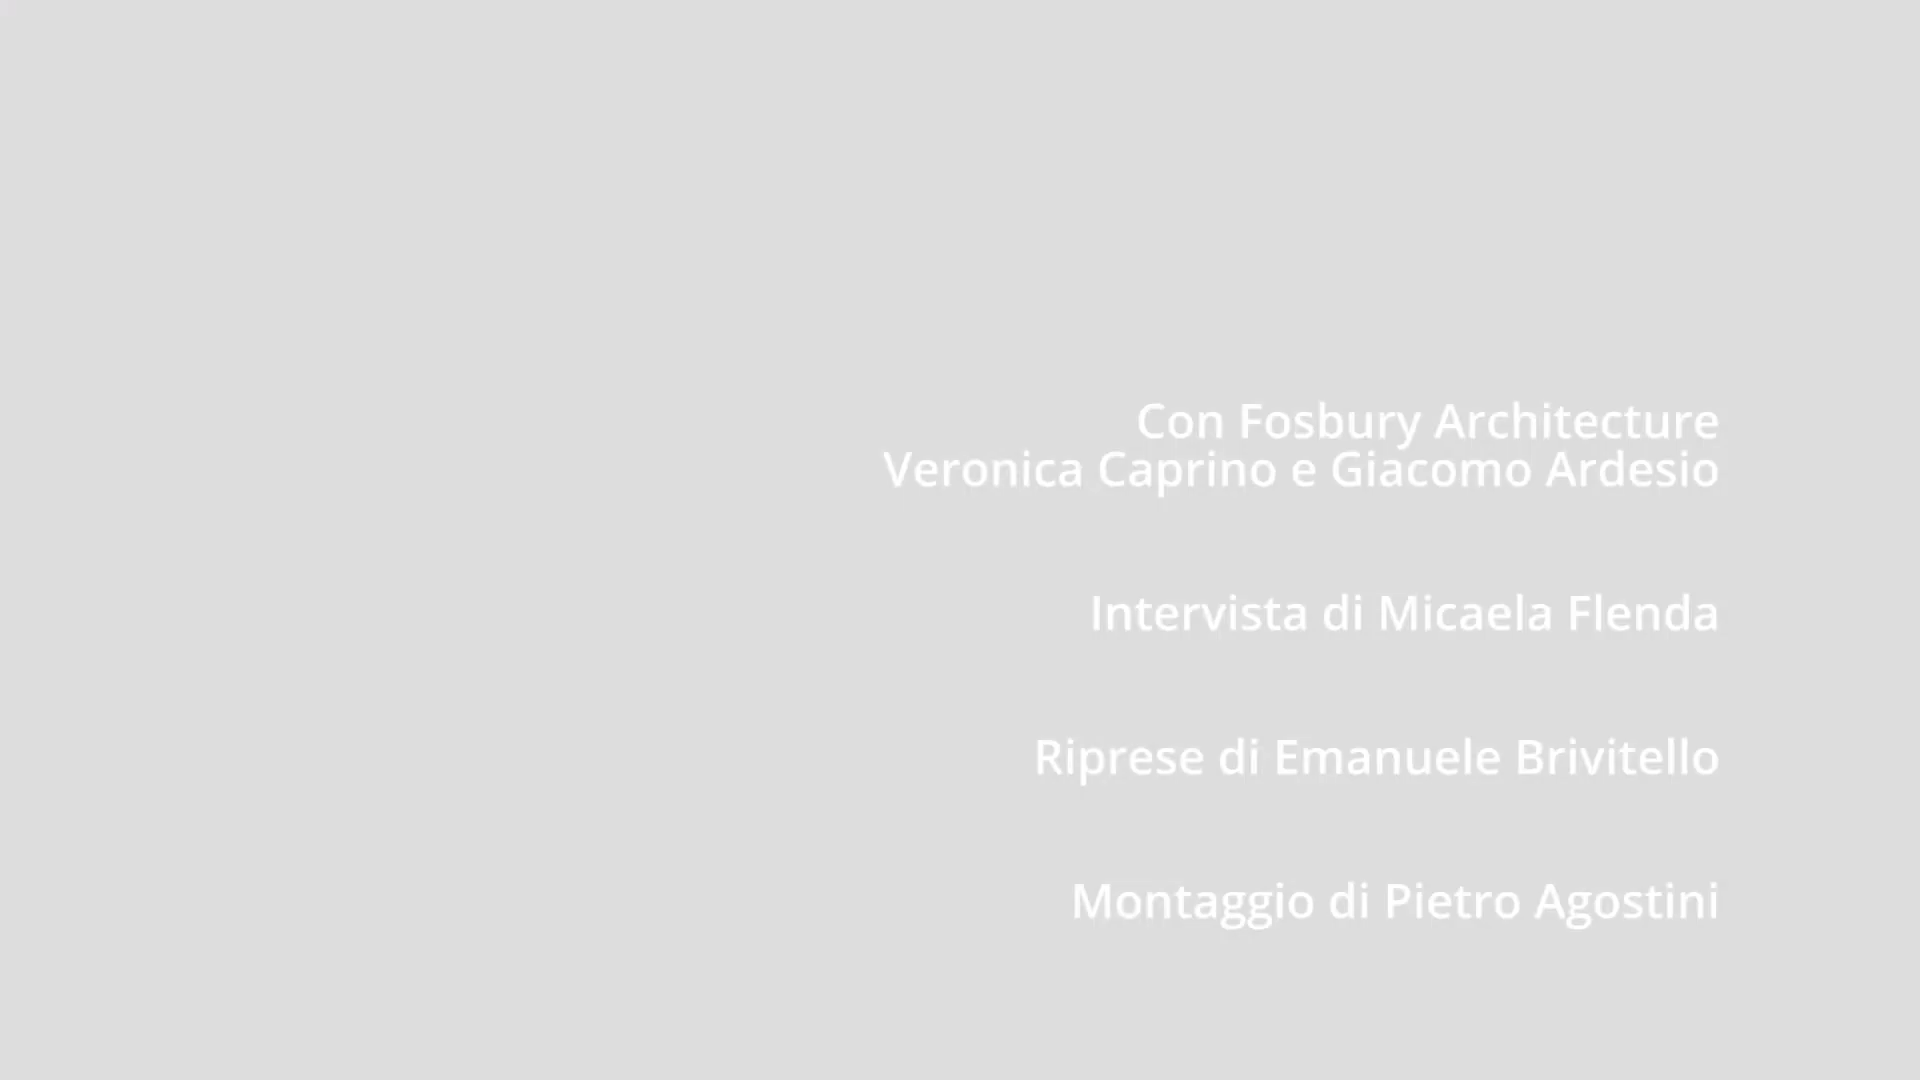 Con Fosbury Architecture
Veronica Caprino e Giacomo Ardesio
Intervista di Micaela Flenda
Riprese di Emanuele Brivitello
Montaggio di Pietro Agostini